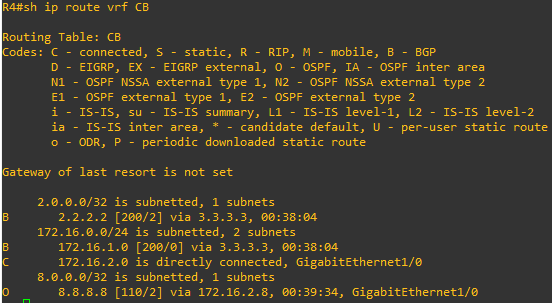 R4#sh ip route vrf CB
Routing Table: CB
Codes: C - connected, S - static, R - RIP, M - mobile, B - BGP
D - EIGRP, EX - EIGRP external, O - OSPF, IA - OSPF inter area
N1 - OSPF NSSA external type 1, N2 - OSPF NSSA external type 2
E1 - OSPF external type 1, E2 - OSPF external type 2
i - IS-IS, su - IS-IS summary, L1 - IS-IS level-1, L2 - IS-IS level-2
ia - IS-IS inter area, * - candidate default, U - per-user static route
o - ODR, P - periodic downloaded static route
Gateway of last resort is not set
2.0.0.0/32 is subnetted, 1 subnets
B 2.2.2.2 [200/2] via 3.3.3.3, 00:38:04
172.16.0.0/24 is subnetted, 2 subnets
B 172.16.1.0 [200/0] via 3.3.3.3, 00:38:04
C 172.16.2.0 is directly connected, GigabitEthernet1/0
8.0.0.0/32 is subnetted, 1 subnets
O 8.8.8.8 [110/2] via 172.16.2.8, 00:39:34, GigabitEthernet1/0